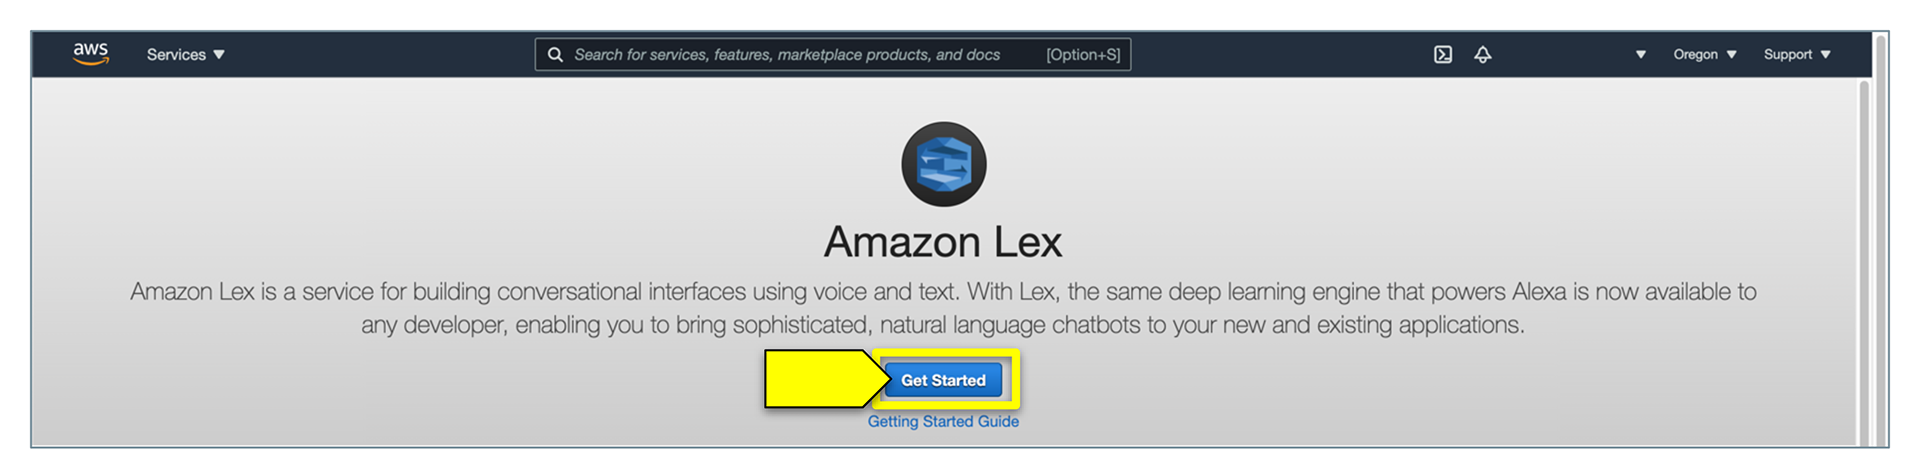 aws Services Search for services, features, marketplace products, and docs [Option+S] Oregon Support
Amazon Lex
Amazon Lex is a service for building conversational interfaces using voice and text. With Lex, the same deep learning engine that powers Alexa is now available to
any developer, enabling you to bring sophisticated, natural language chatbots to your new and existing applications.
Get Started
Getting Started Guide